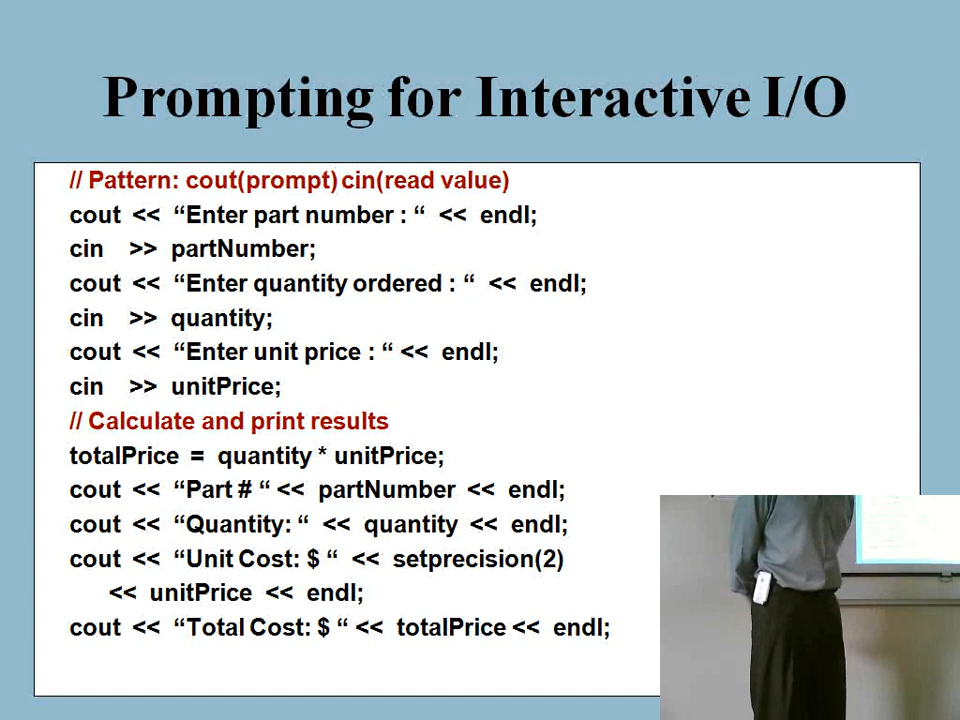 Prompting for Interactive I/O
// Pattern: cout(prompt) cin(read value)
cout << “Enter part number : “ << endl;
cin >> partNumber;
cout << “Enter quantity ordered : “ << endl;
cin >> quantity;
cout << “Enter unit price : “ << endl;
cin >> unitPrice;
// Calculate and print results
totalPrice = quantity * unitPrice;
cout << “Part # “ << partNumber << endl;
cout << “Quantity: “ << quantity << endl;
cout << “Unit Cost: $ “ << setprecision(2)
<< unitPrice << endl;
cout << “Total Cost: $ “ << totalPrice << endl;